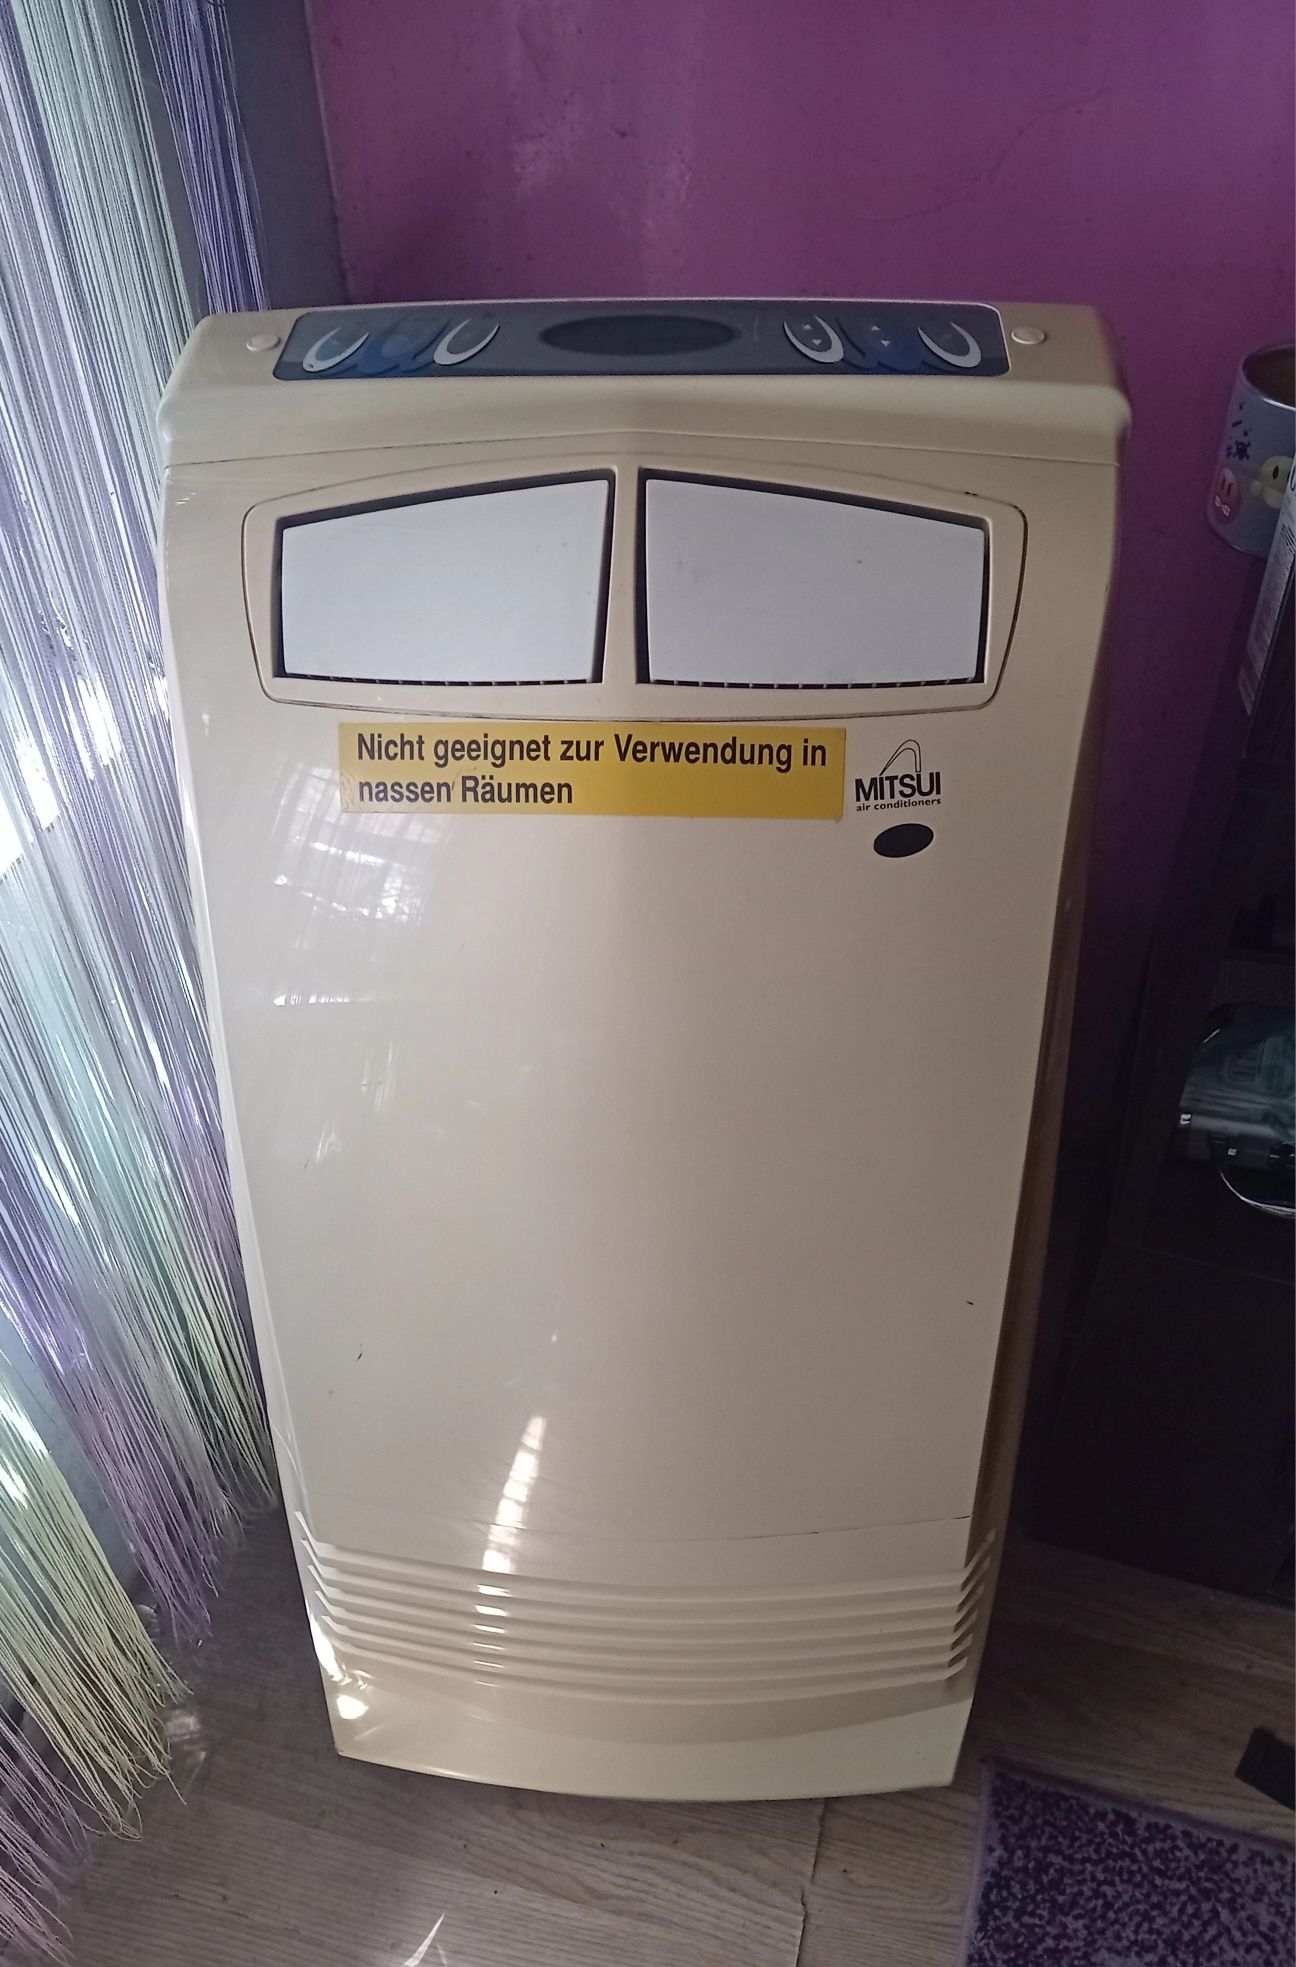 Nicht geeignet zur Verwendung in
nassen Räumen
MITSUI
air conditioners